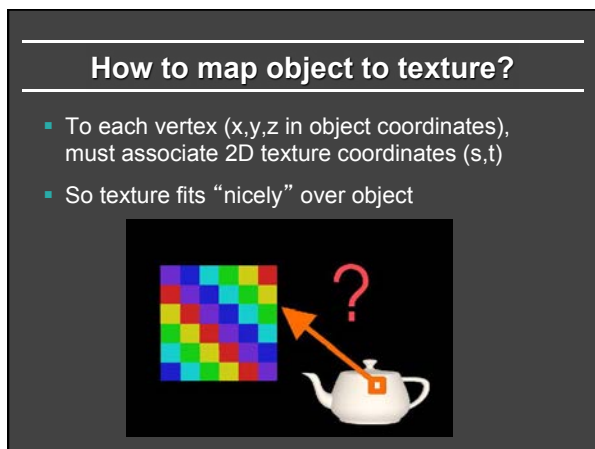 How to map object to texture?
▪ To each vertex (x,y,z in object coordinates),
must associate 2D texture coordinates (s,t)
▪ So texture fits “nicely” over object
?